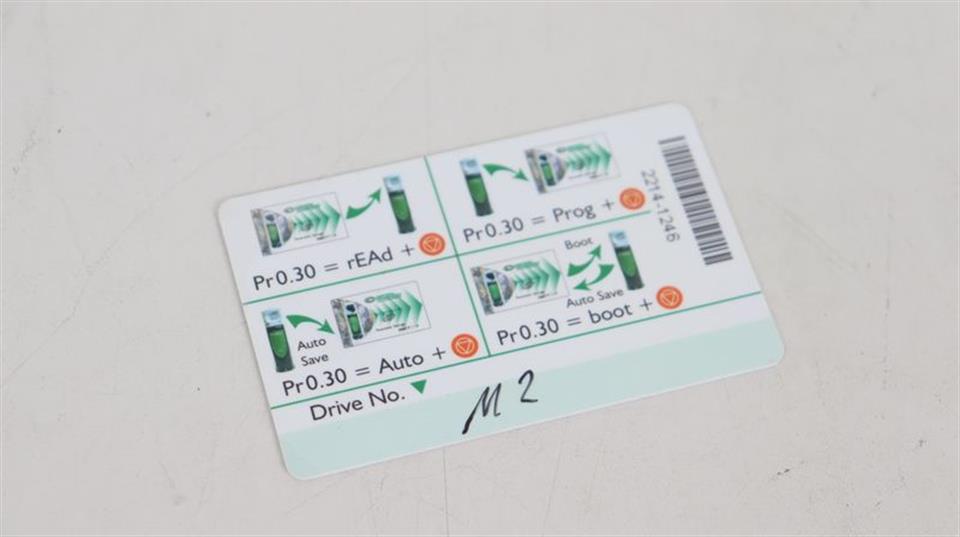 Pr0.30 = rEAd +
Pr0.30 = Prog +
2214-1246
Auto
Save
Pr0.30 = Auto +
Boot
Auto Save
Pr0.30 = boot +
Drive No.
M2